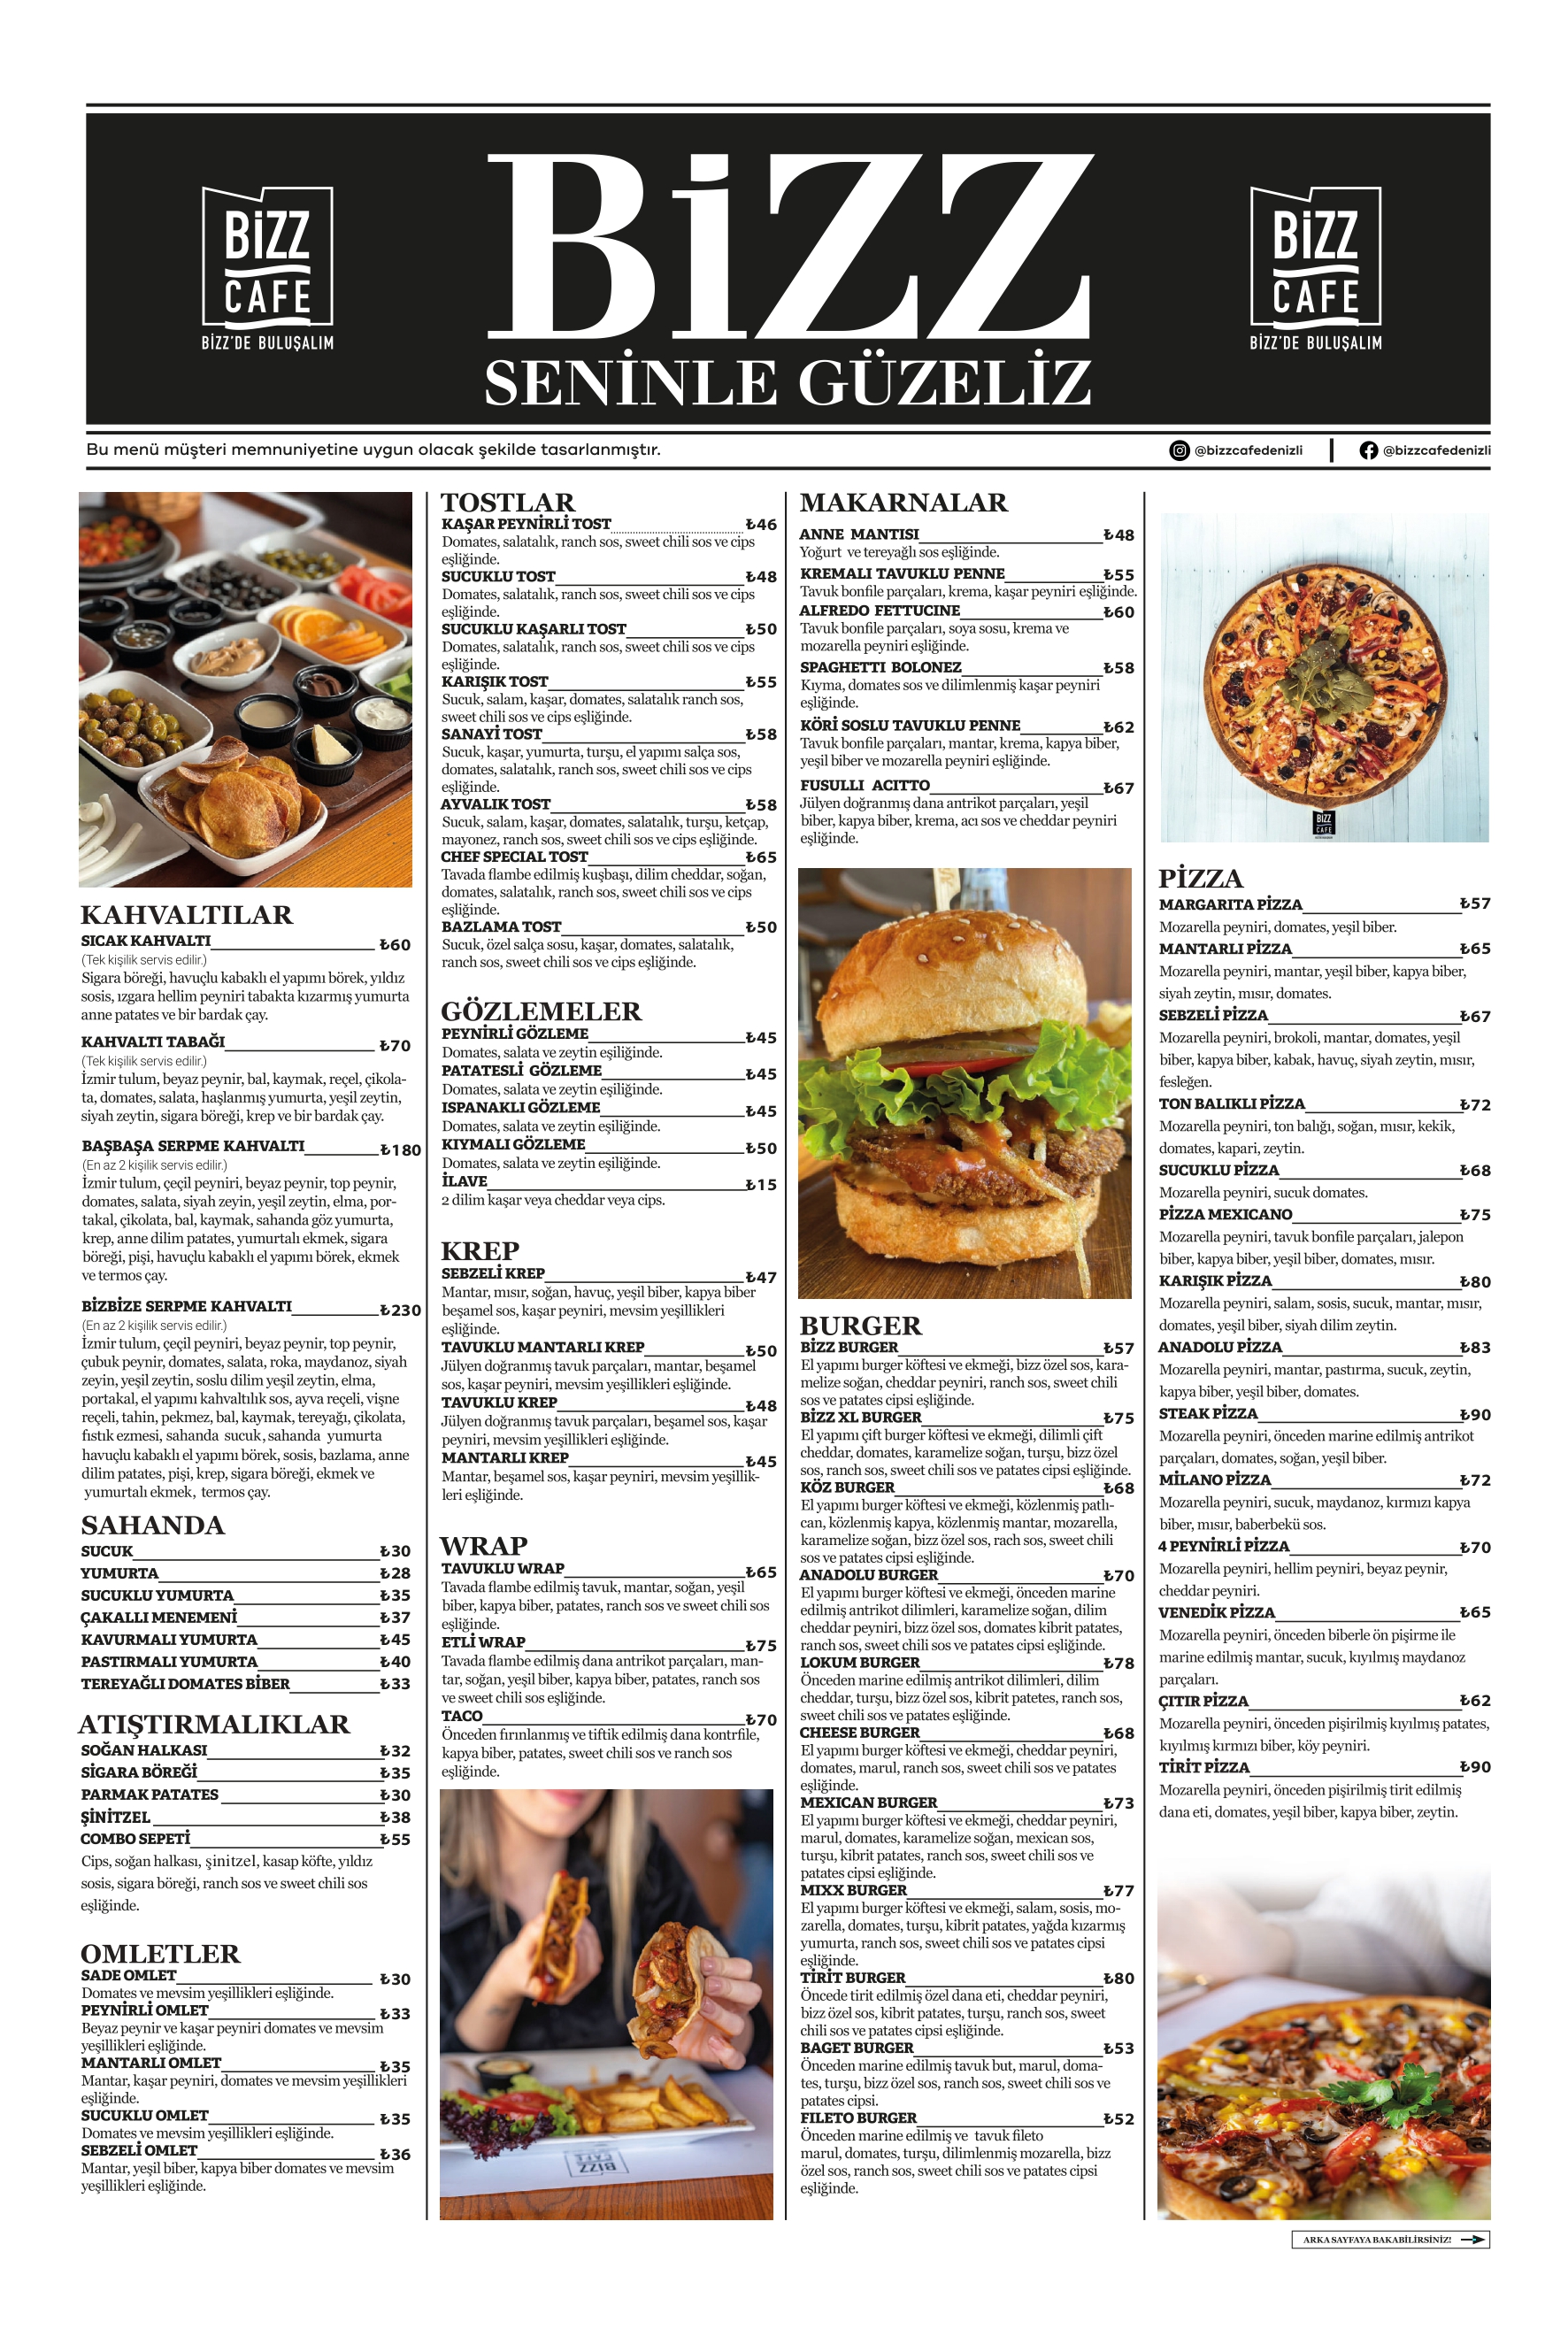 BİZZ
CAFE
BİZZ'DE BULUŞALIM
BiZZ
SENİNLE GÜZELİZ
BİZZ
CAFE
BİZZ'DE BULUŞALIM
Bu menü müşteri memnuniyetine uygun olacak şekilde tasarlanmıştır.
@bizzcafedenizli
@bizzcafedenizli
KAHVALTILAR
SICAK KAHVALTI ₺60
(Tek kişilik servis edilir.)
Sigara böreği, havuçlu kabaklı el yapımı börek, yıldız
sosis, ızgara hellim peyniri tabakta kızarmış yumurta
anne patates ve bir bardak çay.
KAHVALTI TABAĞI ₺70
(Tek kişilik servis edilir.)
İzmir tulum, beyaz peynir, bal, kaymak, reçel, çikola-
ta, domates, salata, haşlanmış yumurta, yeşil zeytin,
siyah zeytin, sigara böreği, krep ve bir bardak çay.
BAŞBAŞA SERPME KAHVALTI ₺180
(En az 2 kişilik servis edilir.)
İzmir tulum, çeçil peyniri, beyaz peynir, top peynir,
domates, salata, siyah zeyin, yeşil zeytin, elma, por-
takal, çikolata, bal, kaymak, sahanda göz yumurta,
krep, anne dilim patates, yumurtalı ekmek, sigara
böreği, pişi, havuçlu kabaklı el yapımı börek, ekmek
ve termos çay.
BİZBİZE SERPME KAHVALTI ₺230
(En az 2 kişilik servis edilir.)
İzmir tulum, çeçil peyniri, beyaz peynir, top peynir,
çubuk peynir, domates, salata, roka, maydanoz, siyah
zeyin, yeşil zeytin, soslu dilim yeşil zeytin, elma,
portakal, el yapımı kahvaltılık sos, ayva reçeli, vişne
reçeli, tahin, pekmez, bal, kaymak, tereyağı, çikolata,
fıstık ezmesi, sahanda sucuk, sahanda yumurta
havuçlu kabaklı el yapımı börek, sosis, bazlama, anne
dilim patates, pişi, krep, sigara böreği, ekmek ve
yumurtalı ekmek, termos çay.
SAHANDA
SUCUK ₺30
YUMURTA ₺28
SUCUKLU YUMURTA ₺35
ÇAKALLI MENEMENİ ₺37
KAVURMALI YUMURTA ₺45
PASTIRMALI YUMURTA ₺40
TEREYAĞLI DOMATES BİBER ₺33
ATIŞTIRMALIKLAR
SOĞAN HALKASI ₺32
SİGARA BÖREĞİ ₺35
PARMAK PATATES ₺30
ŞİNİTZEL ₺38
COMBO SEPETİ ₺55
Cips, soğan halkası, şinitzel, kasap köfte, yıldız
sosis, sigara böreği, ranch sos ve sweet chili sos
eşliğinde.
OMLETLER
SADE OMLET ₺30
Domates ve mevsim yeşillikleri eşliğinde.
PEYNİRLİ OMLET ₺33
Beyaz peynir ve kaşar peyniri domates ve mevsim
yeşillikleri eşliğinde.
MANTARLI OMLET ₺35
Mantar, kaşar peyniri, domates ve mevsim yeşillikleri
eşliğinde.
SUCUKLU OMLET ₺35
Domates ve mevsim yeşillikleri eşliğinde.
SEBZELİ OMLET ₺36
Mantar, yeşil biber, kapya biber domates ve mevsim
yeşillikleri eşliğinde.
TOSTLAR
KAŞAR PEYNİRLİ TOST ₺46
Domates, salatalık, ranch sos, sweet chili sos ve cips
eşliğinde.
SUCUKLU TOST ₺48
Domates, salatalık, ranch sos, sweet chili sos ve cips
eşliğinde.
SUCUKLU KAŞARLI TOST ₺50
Domates, salatalık, ranch sos, sweet chili sos ve cips
eşliğinde.
KARIŞIK TOST ₺55
Sucuk, salam, kaşar, domates, salatalık ranch sos,
sweet chili sos ve cips eşliğinde.
SANAYİ TOST ₺58
Sucuk, kaşar, yumurta, turşu, el yapımı salça sos,
domates, salatalık, ranch sos, sweet chili sos ve cips
eşliğinde.
AYVALIK TOST ₺58
Sucuk, salam, kaşar, domates, salatalık, turşu, ketçap,
mayonez, ranch sos, sweet chili sos ve cips eşliğinde.
CHEF SPECIAL TOST ₺65
Tavada flambe edilmiş kuşbaşı, dilim cheddar, soğan,
domates, salatalık, ranch sos, sweet chili sos ve cips
eşliğinde.
BAZLAMA TOST ₺50
Sucuk, özel salça sosu, kaşar, domates, salatalık,
ranch sos, sweet chili sos ve cips eşliğinde.
GÖZLEMELER
PEYNİRLİ GÖZLEME ₺45
Domates, salata ve zeytin eşiliğinde.
PATATESLİ GÖZLEME ₺45
Domates, salata ve zeytin eşiliğinde.
ISPANAKLI GÖZLEME ₺45
Domates, salata ve zeytin eşiliğinde.
KIYMALI GÖZLEME ₺50
Domates, salata ve zeytin eşiliğinde.
İLAVE ₺15
2 dilim kaşar veya cheddar veya cips.
KREP
SEBZELİ KREP ₺47
Mantar, mısır, soğan, havuç, yeşil biber, kapya biber
beşamel sos, kaşar peyniri, mevsim yeşillikleri
eşliğinde.
TAVUKLU MANTARLI KREP ₺50
Jülyen doğranmış tavuk parçaları, mantar, beşamel
sos, kaşar peyniri, mevsim yeşillikleri eşliğinde.
TAVUKLU KREP ₺48
Jülyen doğranmış tavuk parçaları, beşamel sos, kaşar
peyniri, mevsim yeşillikleri eşliğinde.
MANTARLI KREP ₺45
Mantar, beşamel sos, kaşar peyniri, mevsim yeşillik-
leri eşliğinde.
WRAP
TAVUKLU WRAP ₺65
Tavada flambe edilmiş tavuk, mantar, soğan, yeşil
biber, kapya biber, patates, ranch sos ve sweet chili sos
eşliğinde.
ETLİ WRAP ₺75
Tavada flambe edilmiş dana antrikot parçaları, man-
tar, soğan, yeşil biber, kapya biber, patates, ranch sos
ve sweet chili sos eşliğinde.
TACO ₺70
Önceden fırınlanmış ve tiftik edilmiş dana kontrfile,
kapya biber, patates, sweet chili sos ve ranch sos
eşliğinde.
BİZZ
CAFE
MAKARNALAR
ANNE MANTISI ₺48
Yoğurt ve tereyağlı sos eşliğinde.
KREMALI TAVUKLU PENNE ₺55
Tavuk bonfile parçaları, krema, kaşar peyniri eşliğinde.
ALFREDO FETTUCINE ₺60
Tavuk bonfile parçaları, soya sosu, krema ve
mozarella peyniri eşliğinde.
SPAGHETTI BOLONEZ ₺58
Kıyma, domates sos ve dilimlenmiş kaşar peyniri
eşliğinde.
KÖRİ SOSLU TAVUKLU PENNE ₺62
Tavuk bonfile parçaları, mantar, krema, kapya biber,
yeşil biber ve mozarella peyniri eşliğinde.
FUSULLI ACITTO ₺67
Jülyen doğranmış dana antrikot parçaları, yeşil
biber, kapya biber, krema, acı sos ve cheddar peyniri
eşliğinde.
BURGER
BİZZ BURGER ₺57
El yapımı burger köftesi ve ekmeği, bizz özel sos, kara-
melize soğan, cheddar peyniri, ranch sos, sweet chili
sos ve patates cipsi eşliğinde.
BİZZ XL BURGER ₺75
El yapımı çift burger köftesi ve ekmeği, dilimli çift
cheddar, domates, karamelize soğan, turşu, bizz özel
sos, ranch sos, sweet chili sos ve patates cipsi eşliğinde.
KÖZ BURGER ₺68
El yapımı burger köftesi ve ekmeği, közlenmiş patlı-
can, közlenmiş kapya, közlenmiş mantar, mozarella,
karamelize soğan, bizz özel sos, rach sos, sweet chili
sos ve patates cipsi eşliğinde.
ANADOLU BURGER ₺70
El yapımı burger köftesi ve ekmeği, önceden marine
edilmiş antrikot dilimleri, karamelize soğan, dilim
cheddar peyniri, bizz özel sos, domates kibrit patates,
ranch sos, sweet chili sos ve patates cipsi eşliğinde.
LOKUM BURGER ₺78
Önceden marine edilmiş antrikot dilimleri, dilim
cheddar, turşu, bizz özel sos, kibrit patetes, ranch sos,
sweet chili sos ve patates eşliğinde.
CHEESE BURGER ₺68
El yapımı burger köftesi ve ekmeği, cheddar peyniri,
domates, marul, ranch sos, sweet chili sos ve patates
eşliğinde.
MEXICAN BURGER ₺73
El yapımı burger köftesi ve ekmeği, cheddar peyniri,
marul, domates, karamelize soğan, mexican sos,
turşu, kibrit patates, ranch sos, sweet chili sos ve
patates cipsi eşliğinde.
MIXX BURGER ₺77
El yapımı burger köftesi ve ekmeği, salam, sosis, mo-
zarella, domates, turşu, kibrit patates, yağda kızarmış
yumurta, ranch sos, sweet chili sos ve patates cipsi
eşliğinde.
TİRİT BURGER ₺80
Öncede tirit edilmiş özel dana eti, cheddar peyniri,
bizz özel sos, kibrit patates, turşu, ranch sos, sweet
chili sos ve patates cipsi eşliğinde.
BAGET BURGER ₺53
Önceden marine edilmiş tavuk but, marul, doma-
tes, turşu, bizz özel sos, ranch sos, sweet chili sos ve
patates cipsi.
FILETO BURGER ₺52
Önceden marine edilmiş ve tavuk fileto
marul, domates, turşu, dilimlenmiş mozarella, bizz
özel sos, ranch sos, sweet chili sos ve patates cipsi
eşliğinde.
BİZZ
CAFE
PİZZA
MARGARITA PİZZA ₺57
Mozarella peyniri, domates, yeşil biber.
MANTARLI PİZZA ₺65
Mozarella peyniri, mantar, yeşil biber, kapya biber,
siyah zeytin, mısır, domates.
SEBZELİ PİZZA ₺67
Mozarella peyniri, brokoli, mantar, domates, yeşil
biber, kapya biber, kabak, havuç, siyah zeytin, mısır,
fesleğen.
TON BALIKLI PİZZA ₺72
Mozarella peyniri, ton balığı, soğan, mısır, kekik,
domates, kapari, zeytin.
SUCUKLU PİZZA ₺68
Mozarella peyniri, sucuk domates.
PİZZA MEXICANO ₺75
Mozarella peyniri, tavuk bonfile parçaları, jalepon
biber, kapya biber, yeşil biber, domates, mısır.
KARIŞIK PİZZA ₺80
Mozarella peyniri, salam, sosis, sucuk, mantar, mısır,
domates, yeşil biber, siyah dilim zeytin.
ANADOLU PİZZA ₺83
Mozarella peyniri, mantar, pastırma, sucuk, zeytin,
kapya biber, yeşil biber, domates.
STEAK PİZZA ₺90
Mozarella peyniri, önceden marine edilmiş antrikot
parçaları, domates, soğan, yeşil biber.
MİLANO PİZZA ₺72
Mozarella peyniri, sucuk, maydanoz, kırmızı kapya
biber, mısır, baberbekü sos.
4 PEYNİRLİ PİZZA ₺70
Mozarella peyniri, hellim peyniri, beyaz peynir,
cheddar peyniri.
VENEDİK PİZZA ₺65
Mozarella peyniri, önceden biberle ön pişirme ile
marine edilmiş mantar, sucuk, kıyılmış maydanoz
parçaları.
ÇITIR PİZZA ₺62
Mozarella peyniri, önceden pişirilmiş kıyılmış patates,
kıyılmış kırmızı biber, köy peyniri.
TİRİT PİZZA ₺90
Mozarella peyniri, önceden pişirilmiş tirit edilmiş
dana eti, domates, yeşil biber, kapya biber, zeytin.
ARKA SAYFAYA BAKABİLİRSİNİZ!